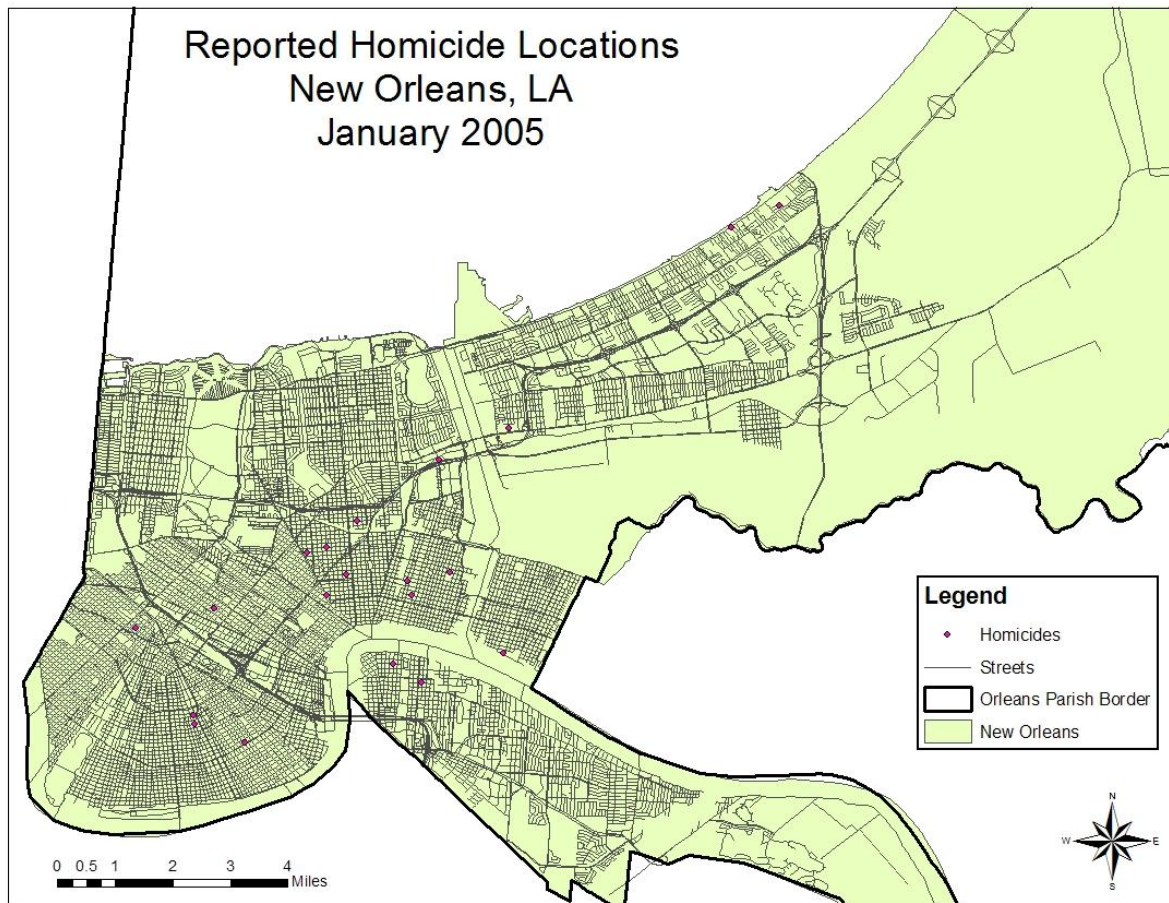 Reported Homicide Locations
New Orleans, LA
January 2005
Legend
Homicides
Streets
Orleans Parish Border
New Orleans
N
W E
S
0 0.5 1 2 3 4
Miles